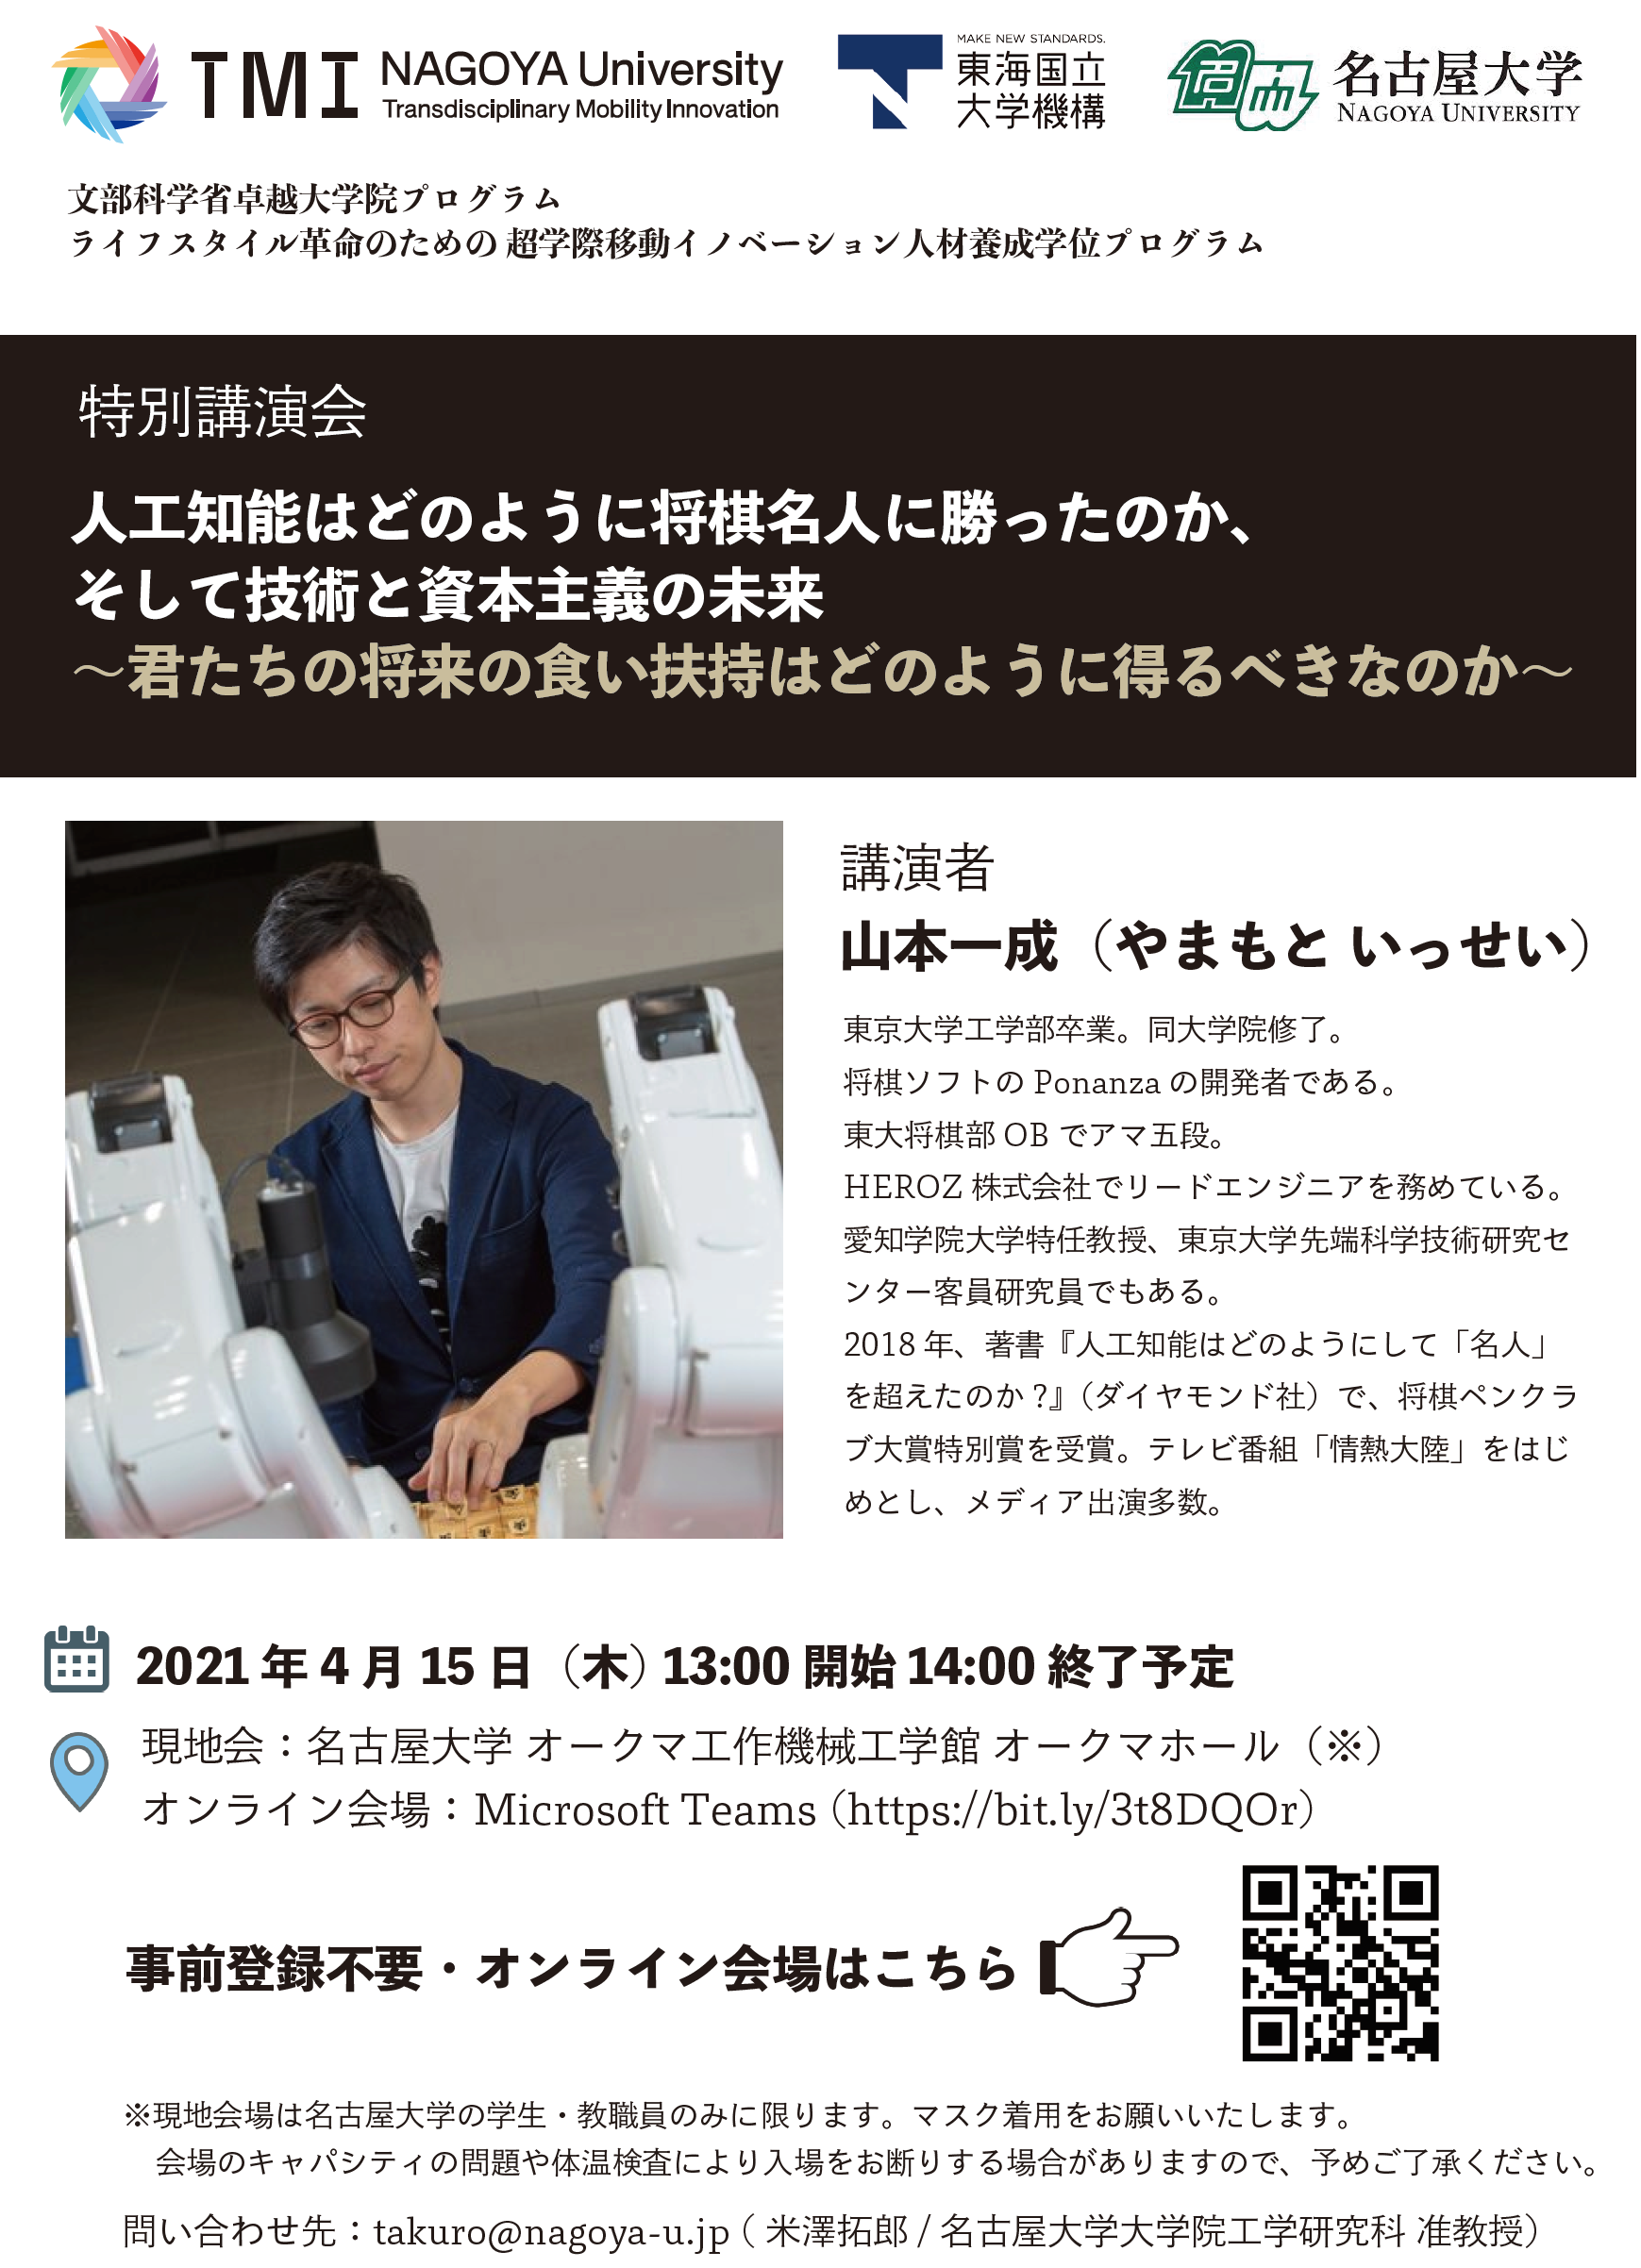 TMI NAGOYA University
Transdisciplinary Mobility Innovation
MAKE NEW STANDARDS.
東海国立
大学機構
名大
名古屋大学
NAGOYA UNIVERSITY
文部科学省卓越大学院プログラム
ライフスタイル革命のための 超学際移動イノベーション人材養成学位プログラム
特別講演会
人工知能はどのように将棋名人に勝ったのか、
そして技術と資本主義の未来
～君たちの将来の食い扶持はどのように得るべきなのか～
講演者
山本一成（やまもと いっせい）
東京大学工学部卒業。同大学院修了。
将棋ソフトの Ponanza の開発者である。
東大将棋部 OB でアマ五段。
HEROZ 株式会社でリードエンジニアを務めている。
愛知学院大学特任教授、東京大学先端科学技術研究セ
ンター客員研究員でもある。
2018 年、著書『人工知能はどのようにして「名人」
を超えたのか ?』（ダイヤモンド社）で、将棋ペンクラ
ブ大賞特別賞を受賞。テレビ番組「情熱大陸」をはじ
めとし、メディア出演多数。
2021 年 4 月 15 日（木）13:00 開始 14:00 終了予定
現地会：名古屋大学 オークマ工作機械工学館 オークマホール（※）
オンライン会場：Microsoft Teams（https://bit.ly/3t8DQOr）
事前登録不要・オンライン会場はこちら
※現地会場は名古屋大学の学生・教職員のみに限ります。マスク着用をお願いいたします。
会場のキャパシティの問題や体温検査により入場をお断りする場合がありますので、予めご了承ください。
問い合わせ先：takuro@nagoya-u.jp（ 米澤拓郎 / 名古屋大学大学院工学研究科 准教授）